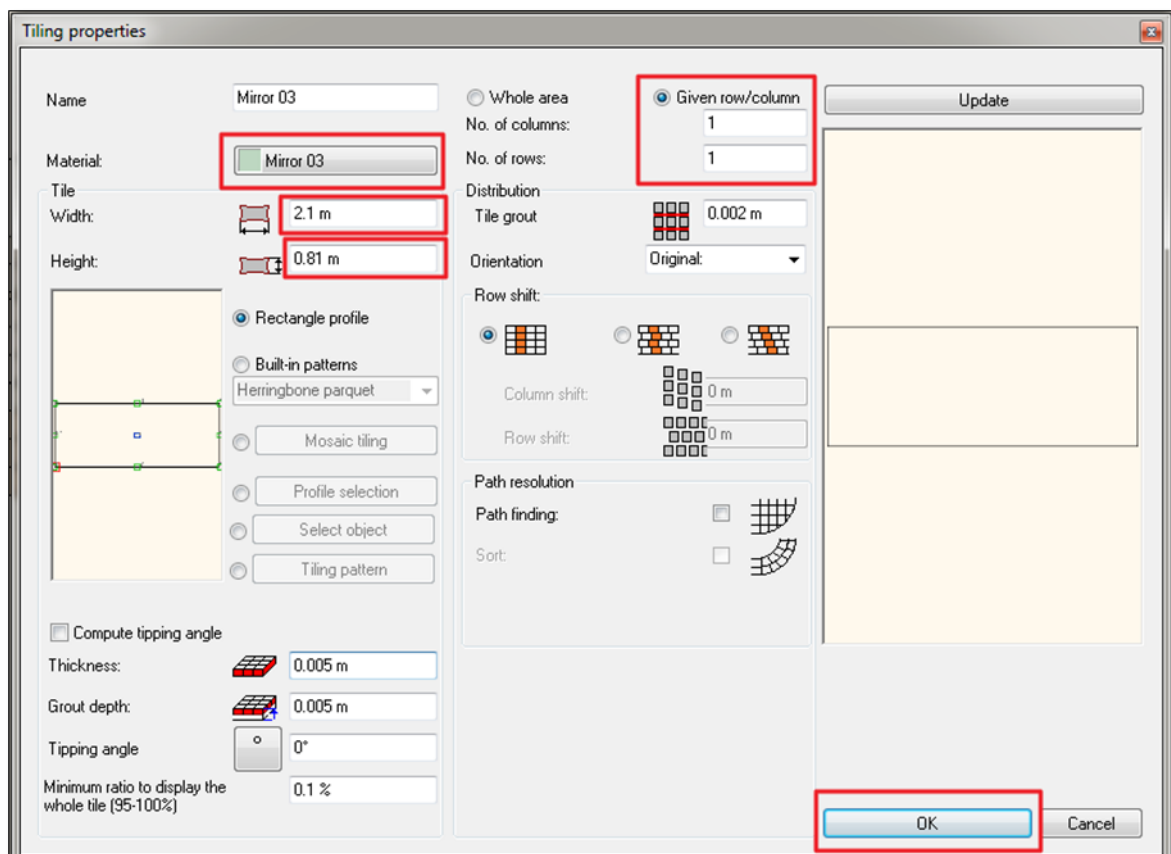 Tiling properties
Name
Mirror 03
Material:
Mirror 03
Tile
Width:
2.1 m
Height:
0.81 m
Rectangle profile
Built-in patterns
Herringbone parquet
Mosaic tiling
Profile selection
Select object
Tiling pattern
Compute tipping angle
Thickness:
0.005 m
Grout depth:
0.005 m
Tipping angle
0°
Minimum ratio to display the
whole tile (95-100%)
0.1 %
Whole area
Given row/column
No. of columns:
1
No. of rows:
1
Distribution
Tile grout
0.002 m
Orientation
Original:
Row shift:
Column shift:
0 m
Row shift:
0 m
Path resolution
Path finding:
Sort:
Update
OK
Cancel